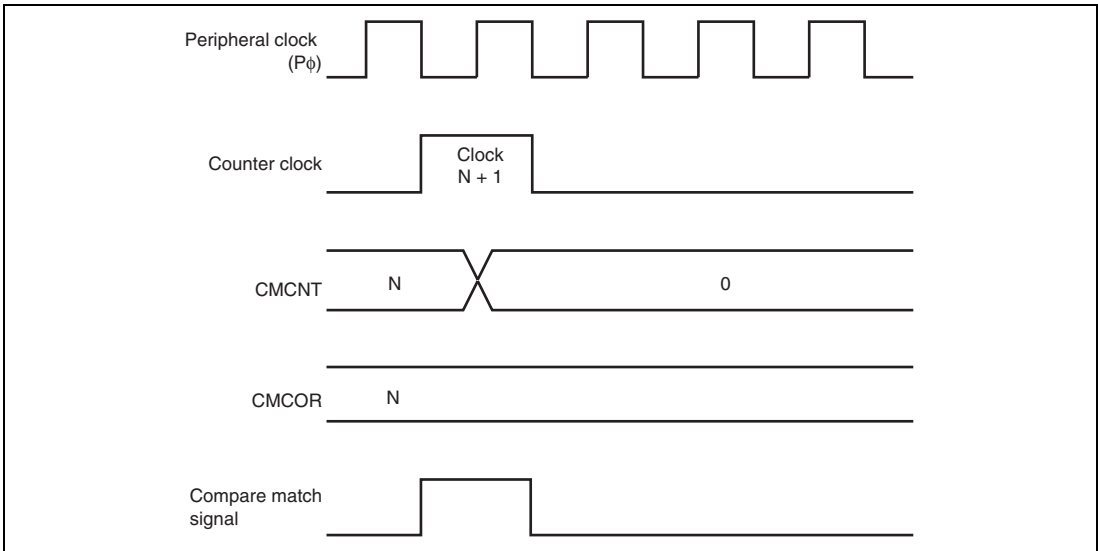 Peripheral clock
(Pϕ)
Counter clock
Clock
N + 1
CMCNT
N
0
CMCOR
N
Compare match
signal